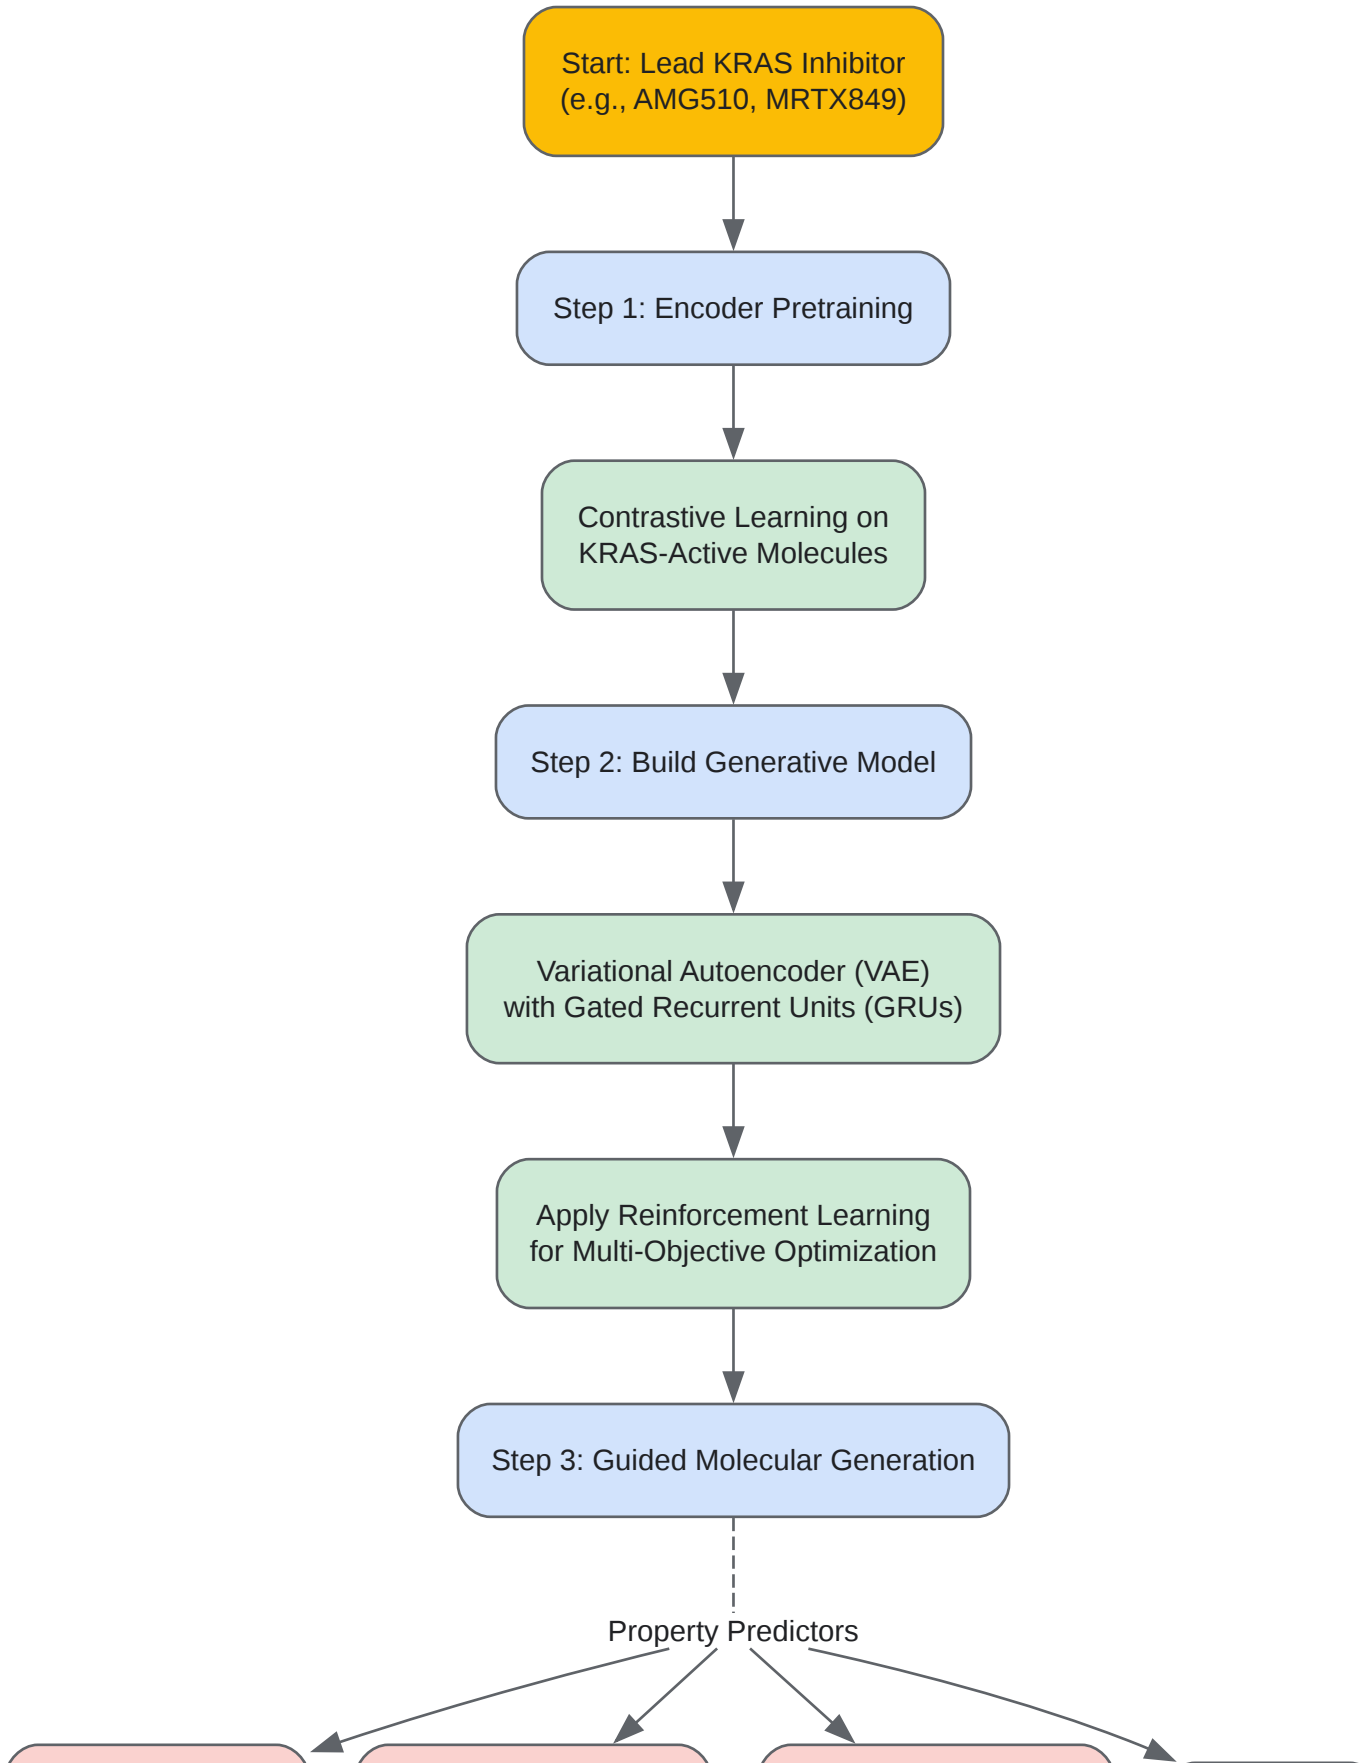 Start: Lead KRAS Inhibitor
(e.g., AMG510, MRTX849)
Step 1: Encoder Pretraining
Contrastive Learning on
KRAS-Active Molecules
Step 2: Build Generative Model
Variational Autoencoder (VAE)
with Gated Recurrent Units (GRUs)
Apply Reinforcement Learning
for Multi-Objective Optimization
Step 3: Guided Molecular Generation
Property Predictors